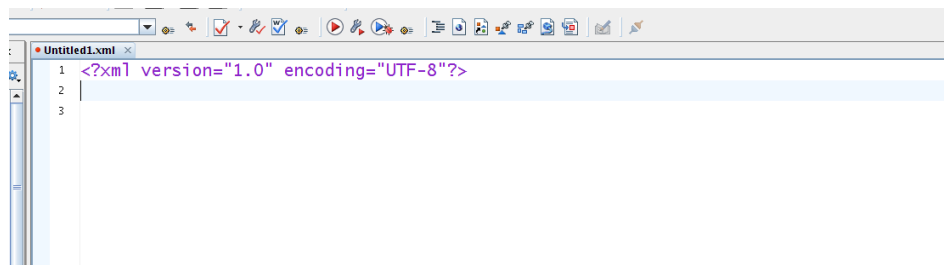 Untitled1.xml
1 <?xml version="1.0" encoding="UTF-8"?>
2
3